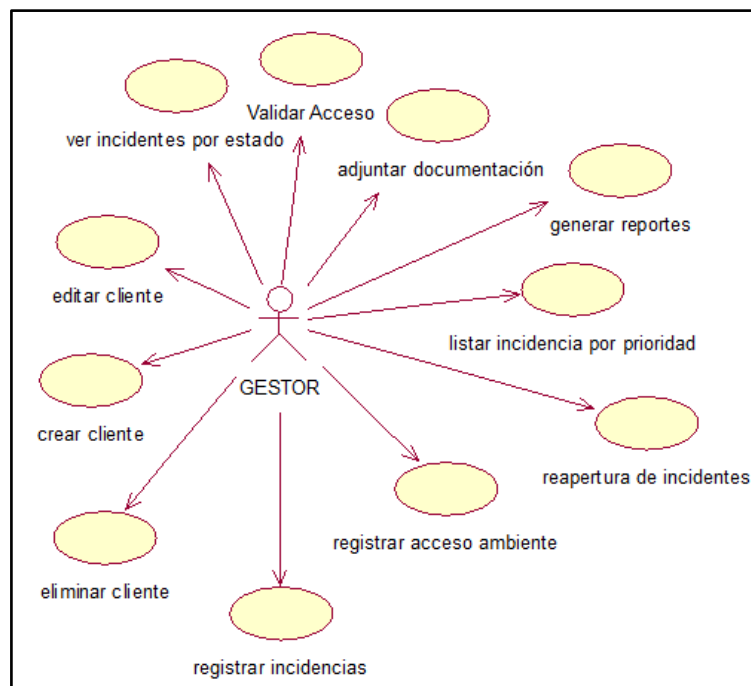 Validar Acceso
ver incidentes por estado
adjuntar documentación
generar reportes
editar cliente
listar incidencia por prioridad
GESTOR
crear cliente
reapertura de incidentes
registrar acceso ambiente
eliminar cliente
registrar incidencias